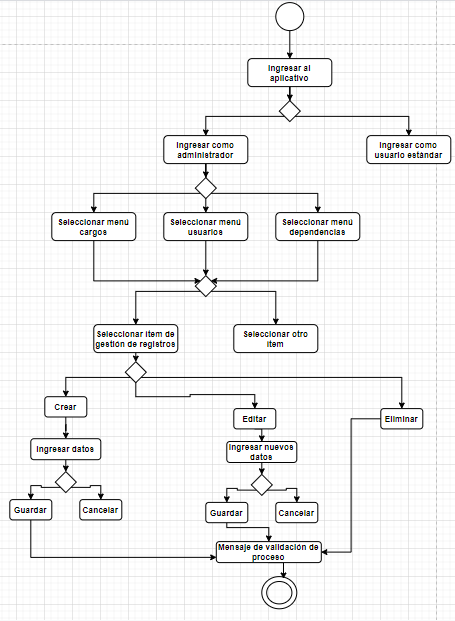 Ingresar al
aplicativo
Ingresar como
administrador
Ingresar como
usuario estándar
Seleccionar menú
cargos
Seleccionar menú
usuarios
Seleccionar menú
dependencias
Seleccionar item de
gestión de registros
Seleccionar otro
item
Crear
Editar
Eliminar
Ingresar datos
Ingresar nuevos
datos
Guardar
Cancelar
Guardar
Cancelar
Mensaje de validación de
proceso